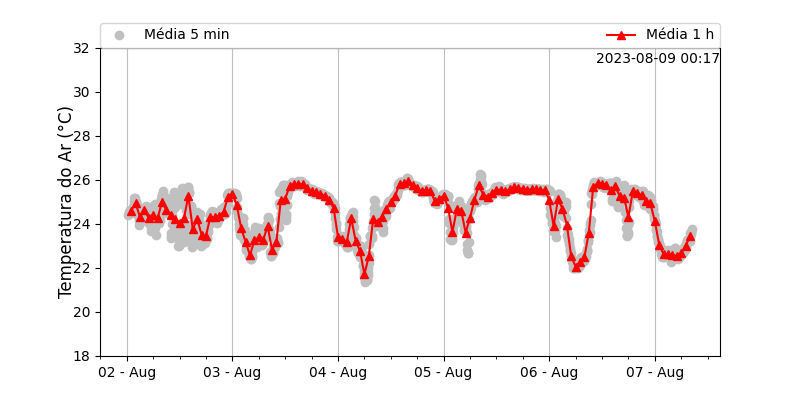 Média 5 min
Média 1 h
2023-08-09 00:17
Temperatura do Ar (°C)
32
30
28
26
24
22
20
18
02 - Aug
03 - Aug
04 - Aug
05 - Aug
06 - Aug
07 - Aug